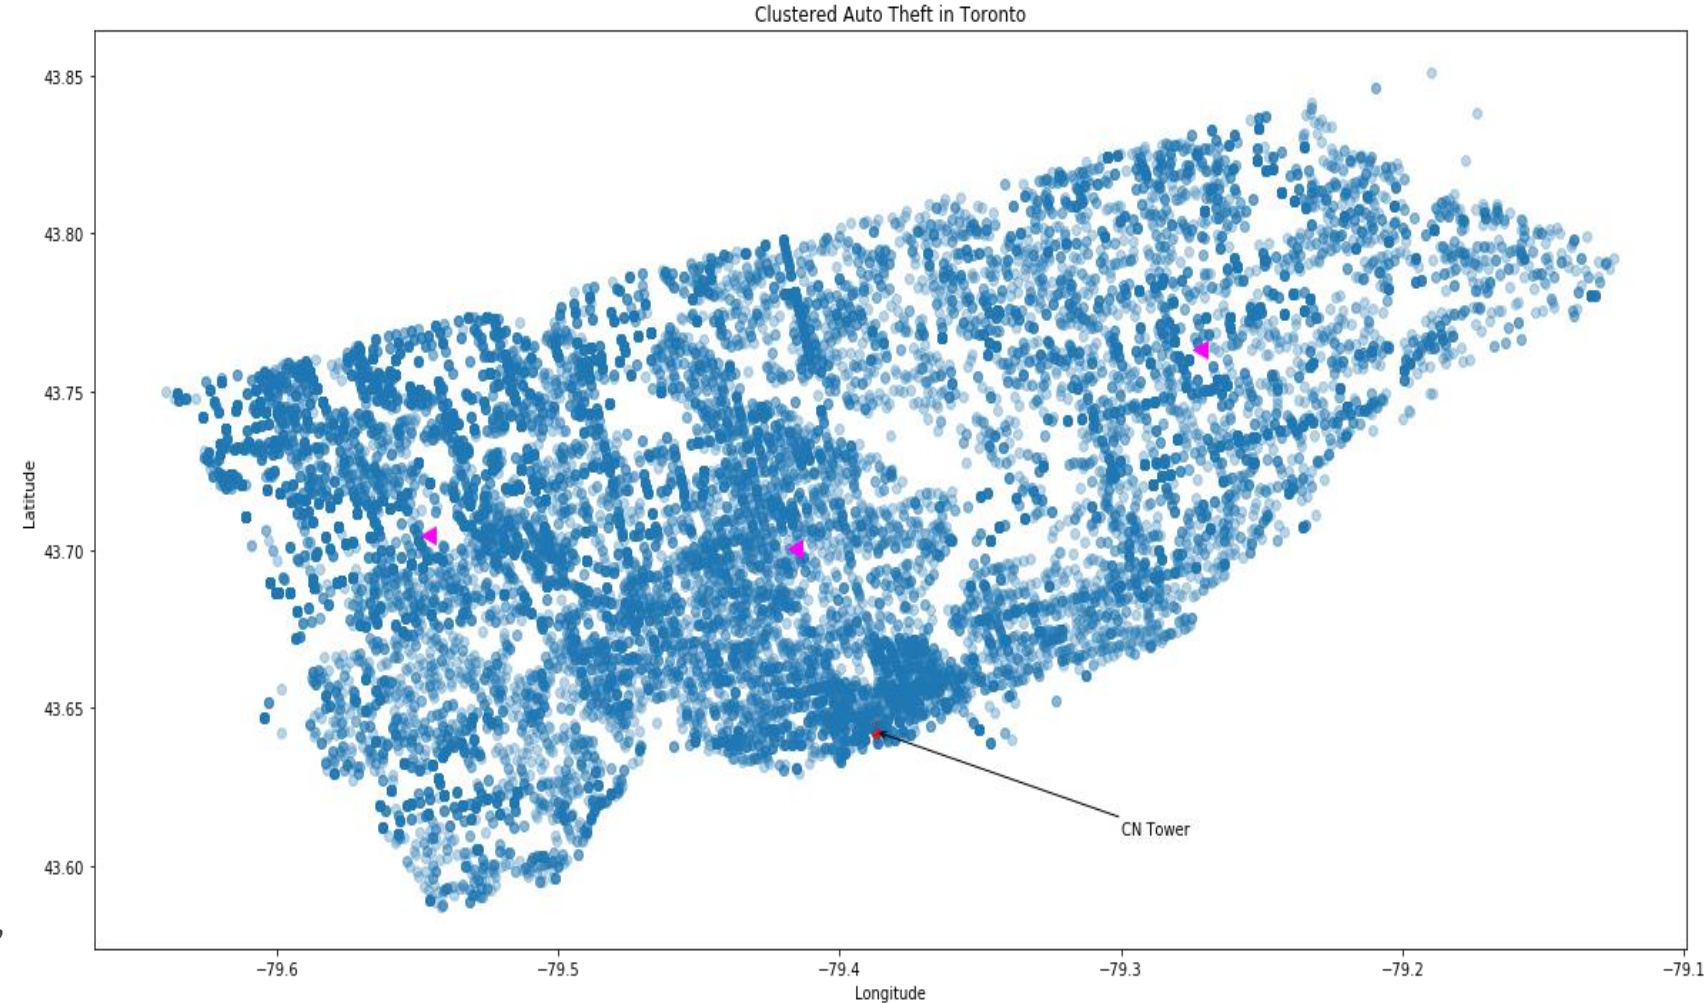 Clustered Auto Theft in Toronto
43.85
43.80
43.75
43.70
43.65
43.60
Latitude
CN Tower
−79.6 −79.5 −79.4 −79.3 −79.2 −79.1
Longitude